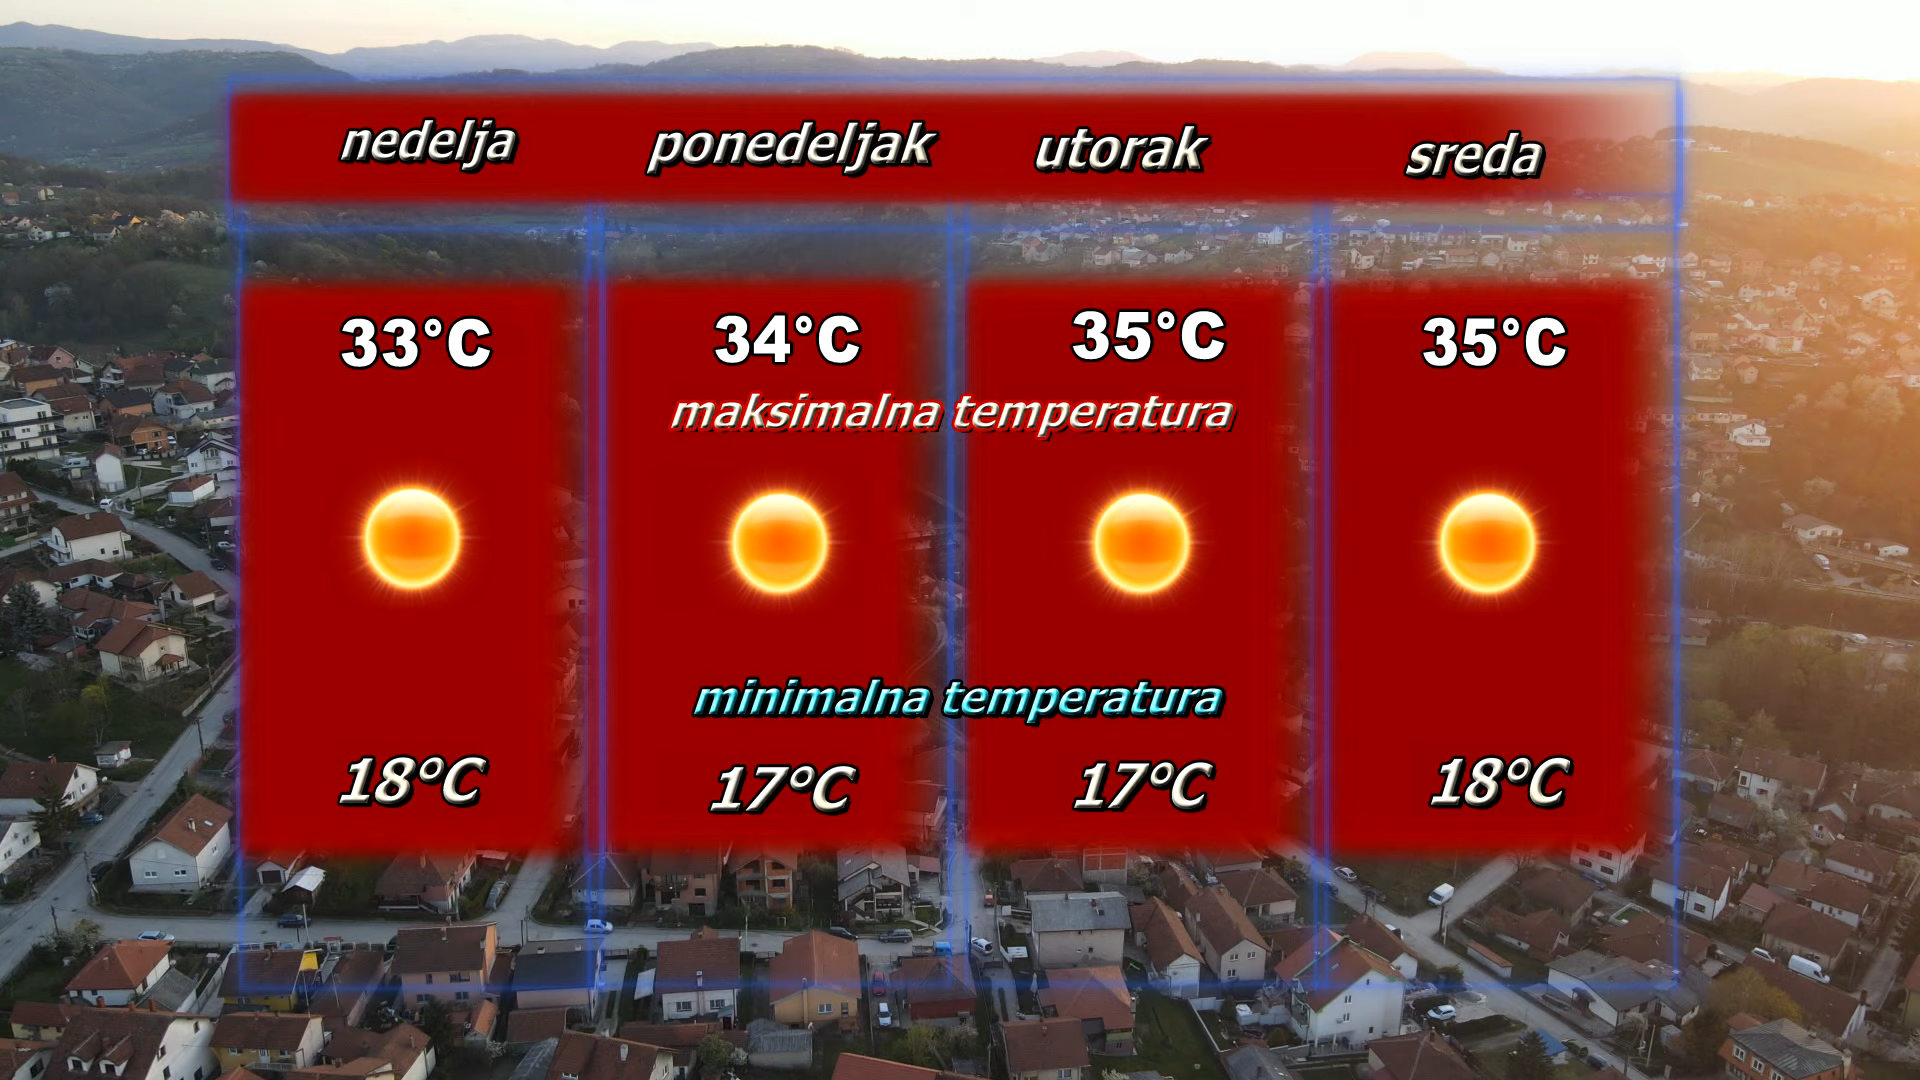 nedelja ponedeljak utorak sreda
33°C 34°C 35°C 35°C
maksimalna temperatura
minimalna temperatura
18°C 17°C 17°C 18°C